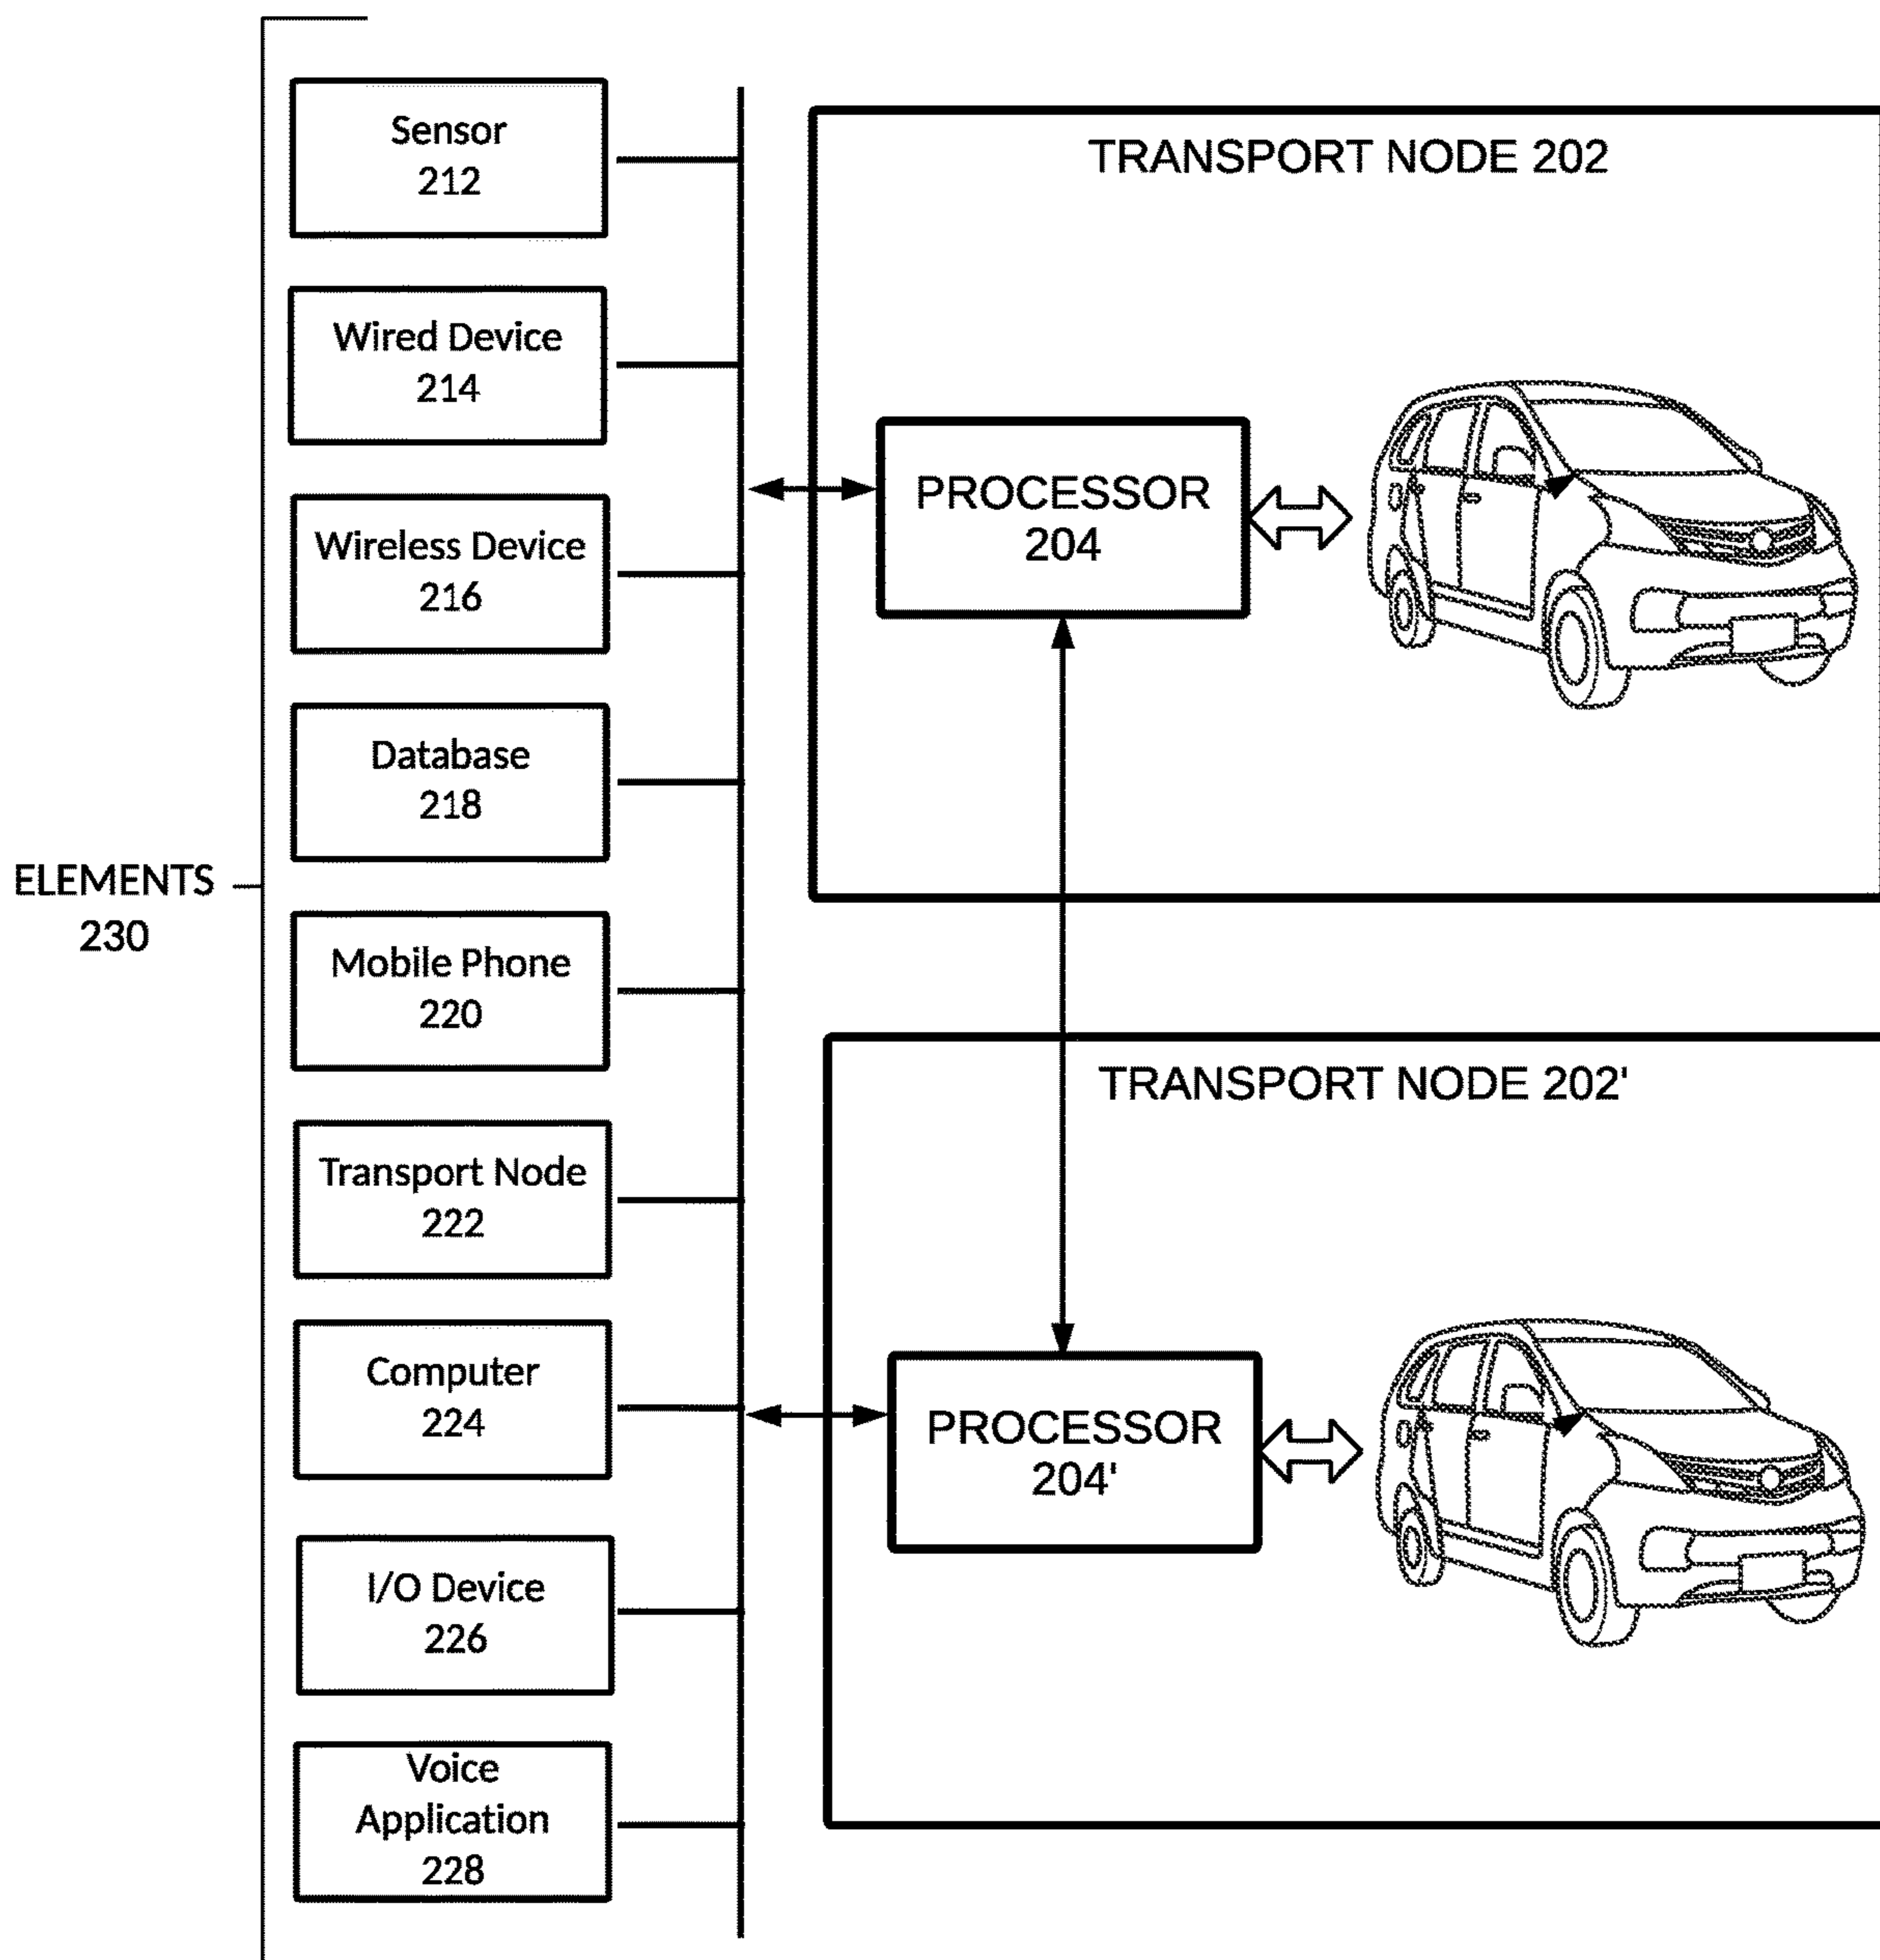 ELEMENTS
230
Sensor
212
Wired Device
214
Wireless Device
216
Database
218
Mobile Phone
220
Transport Node
222
Computer
224
I/O Device
226
Voice
Application
228
TRANSPORT NODE 202
PROCESSOR
204
TRANSPORT NODE 202'
PROCESSOR
204'